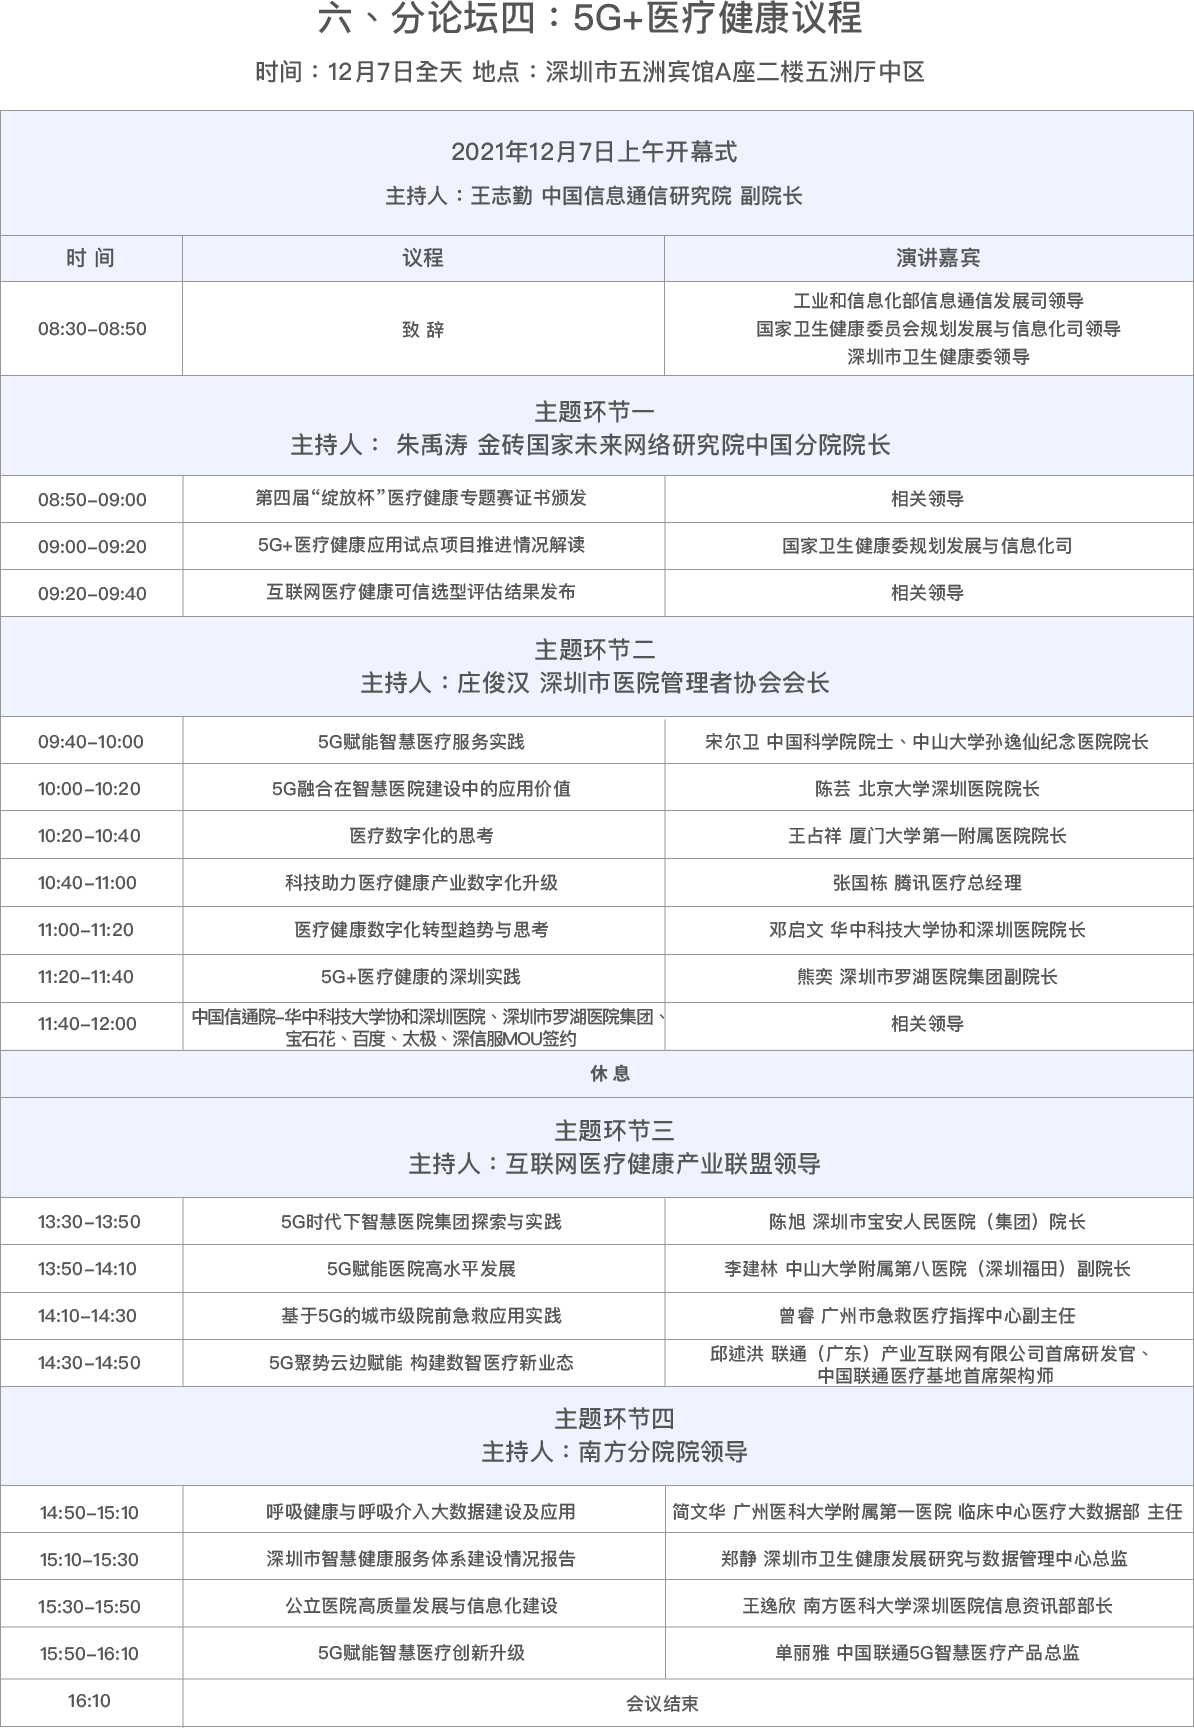 六、分论坛四：5G+医疗健康议程
时间：12月7日全天 地点：深圳市五洲宾馆A座二楼五洲厅中区
2021年12月7日上午开幕式
主持人：王志勤 中国信息通信研究院 副院长
时 间 议程 演讲嘉宾
08:30-08:50 致 辞 工业和信息化部信息通信发展司领导
国家卫生健康委员会规划发展与信息化司领导
深圳市卫生健康委领导
主题环节一
主持人： 朱禹涛 金砖国家未来网络研究院中国分院院长
08:50-09:00 第四届“绽放杯”医疗健康专题赛证书颁发 相关领导
09:00-09:20 5G+医疗健康应用试点项目推进情况解读 国家卫生健康委规划发展与信息化司
09:20-09:40 互联网医疗健康可信选型评估结果发布 相关领导
主题环节二
主持人：庄俊汉 深圳市医院管理者协会会长
09:40-10:00 5G赋能智慧医疗服务实践 宋尔卫 中国科学院院士、中山大学孙逸仙纪念医院院长
10:00-10:20 5G融合在智慧医院建设中的应用价值 陈芸 北京大学深圳医院院长
10:20-10:40 医疗数字化的思考 王占祥 厦门大学第一附属医院院长
10:40-11:00 科技助力医疗健康产业数字化升级 张国栋 腾讯医疗总经理
11:00-11:20 医疗健康数字化转型趋势与思考 邓启文 华中科技大学协和深圳医院院长
11:20-11:40 5G+医疗健康的深圳实践 熊奕 深圳市罗湖医院集团副院长
11:40-12:00 中国信通院-华中科技大学协和深圳医院、深圳市罗湖医院集团、 相关领导
宝石花、百度、太极、深信服MOU签约
休 息
主题环节三
主持人：互联网医疗健康产业联盟领导
13:30-13:50 5G时代下智慧医院集团探索与实践 陈旭 深圳市宝安人民医院（集团）院长
13:50-14:10 5G赋能医院高水平发展 李建林 中山大学附属第八医院（深圳福田）副院长
14:10-14:30 基于5G的城市级院前急救应用实践 曾睿 广州市急救医疗指挥中心副主任
14:30-14:50 5G聚势云边赋能 构建数智医疗新业态 邱述洪 联通（广东）产业互联网有限公司首席研发官、
中国联通医疗基地首席架构师
主题环节四
主持人：南方分院院领导
14:50-15:10 呼吸健康与呼吸介入大数据建设及应用 简文华 广州医科大学附属第一医院 临床中心医疗大数据部 主任
15:10-15:30 深圳市智慧健康服务体系建设情况报告 郑静 深圳市卫生健康发展研究与数据管理中心总监
15:30-15:50 公立医院高质量发展与信息化建设 王逸欣 南方医科大学深圳医院信息资讯部部长
15:50-16:10 5G赋能智慧医疗创新升级 单丽雅 中国联通5G智慧医疗产品总监
16:10 会议结束